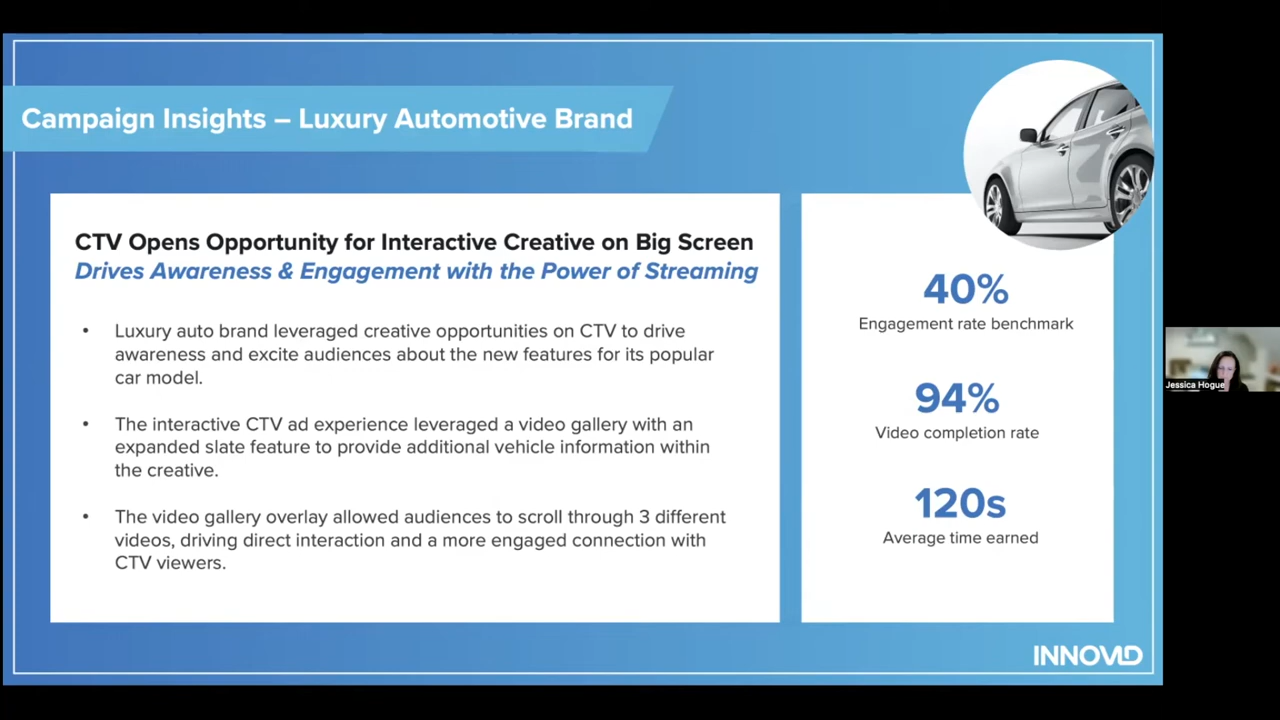 Campaign Insights – Luxury Automotive Brand
CTV Opens Opportunity for Interactive Creative on Big Screen
Drives Awareness & Engagement with the Power of Streaming
• Luxury auto brand leveraged creative opportunities on CTV to drive
awareness and excite audiences about the new features for its popular
car model.
• The interactive CTV ad experience leveraged a video gallery with an
expanded slate feature to provide additional vehicle information within
the creative.
• The video gallery overlay allowed audiences to scroll through 3 different
videos, driving direct interaction and a more engaged connection with
CTV viewers.
40%
Engagement rate benchmark
94%
Video completion rate
120s
Average time earned
INNOVID
Jessica Hogue